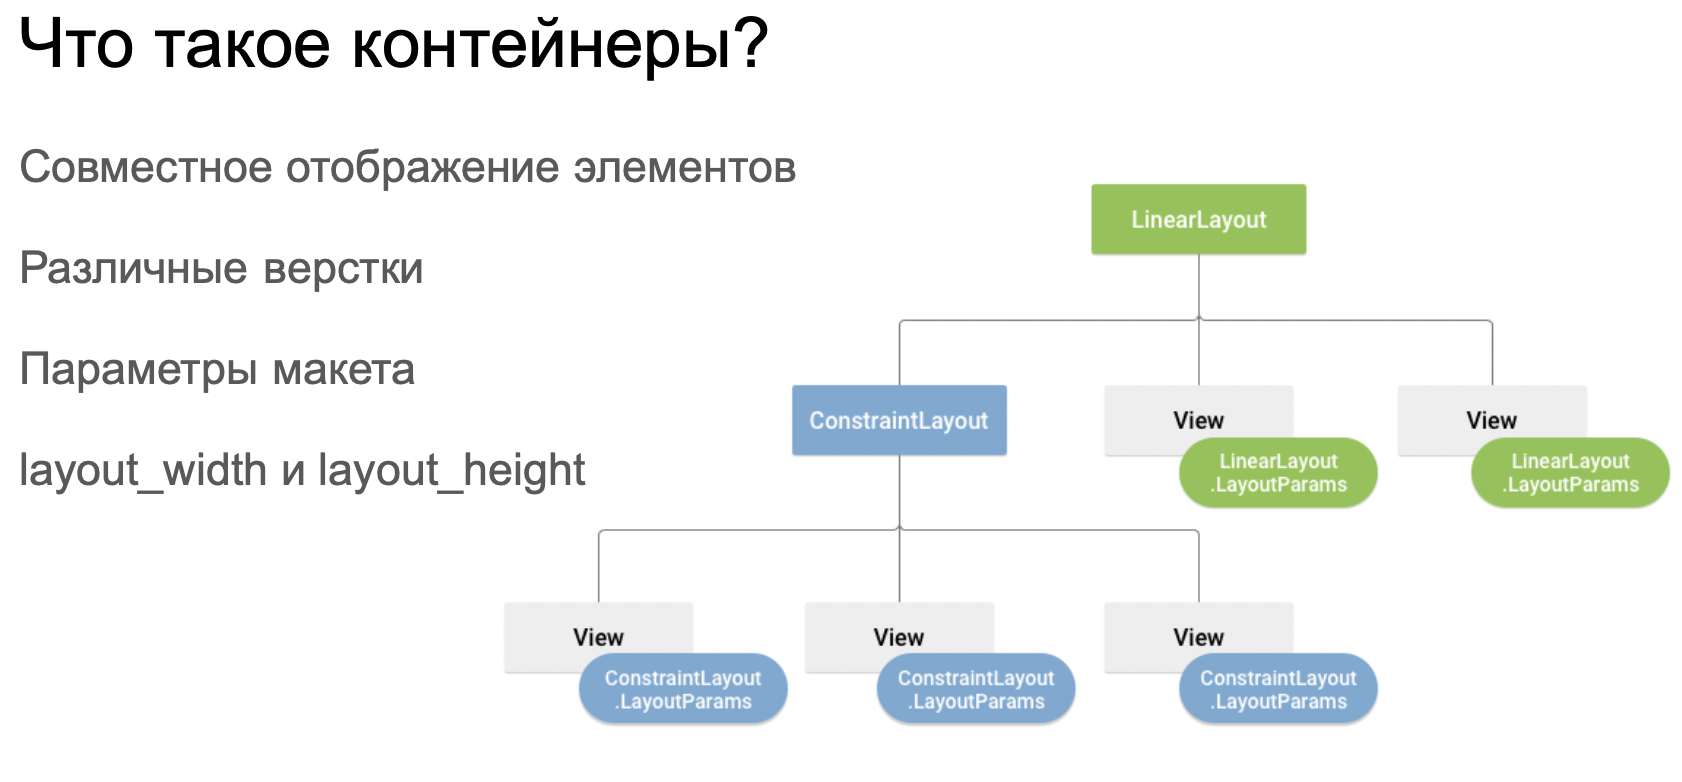 Что такое контейнеры?
Совместное отображение элементов
Различные верстки
Параметры макета
layout_width и layout_height
LinearLayout
ConstraintLayout
View
LinearLayout
.LayoutParams
View
LinearLayout
.LayoutParams
View
ConstraintLayout
.LayoutParams
View
ConstraintLayout
.LayoutParams
View
ConstraintLayout
.LayoutParams